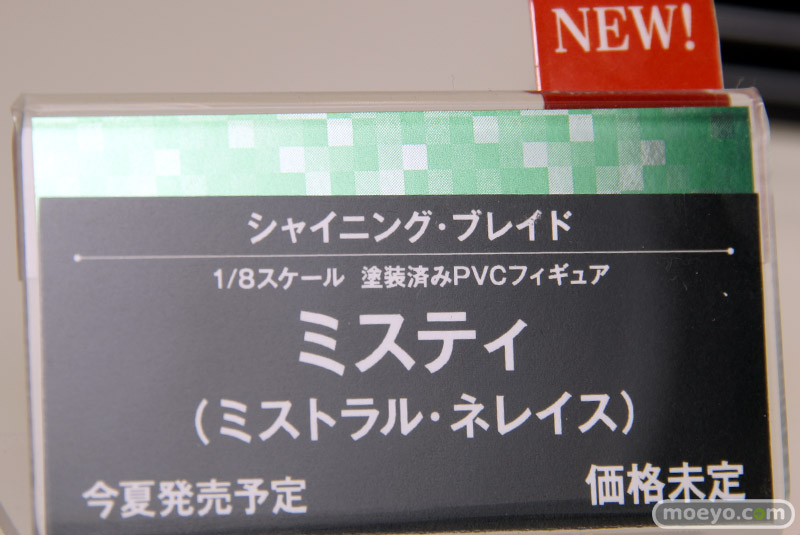 NEW!
シャイニング・ブレイド
1/8スケール 塗装済みPVCフィギュア
ミスティ
(ミストラル・ネレイス)
今夏発売予定 価格未定
moeyo.com